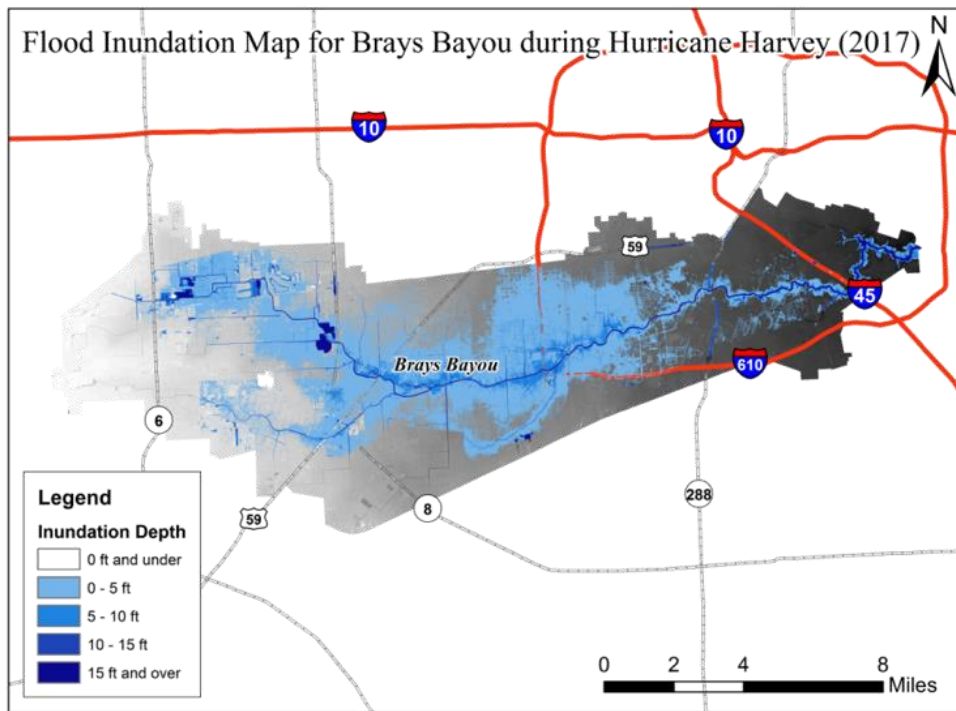 Flood Inundation Map for Brays Bayou during Hurricane Harvey (2017)
N
10
10
59
45
Brays Bayou
610
6
288
8
59
Legend
Inundation Depth
0 ft and under
0 - 5 ft
5 - 10 ft
10 - 15 ft
15 ft and over
0 2 4 8
Miles